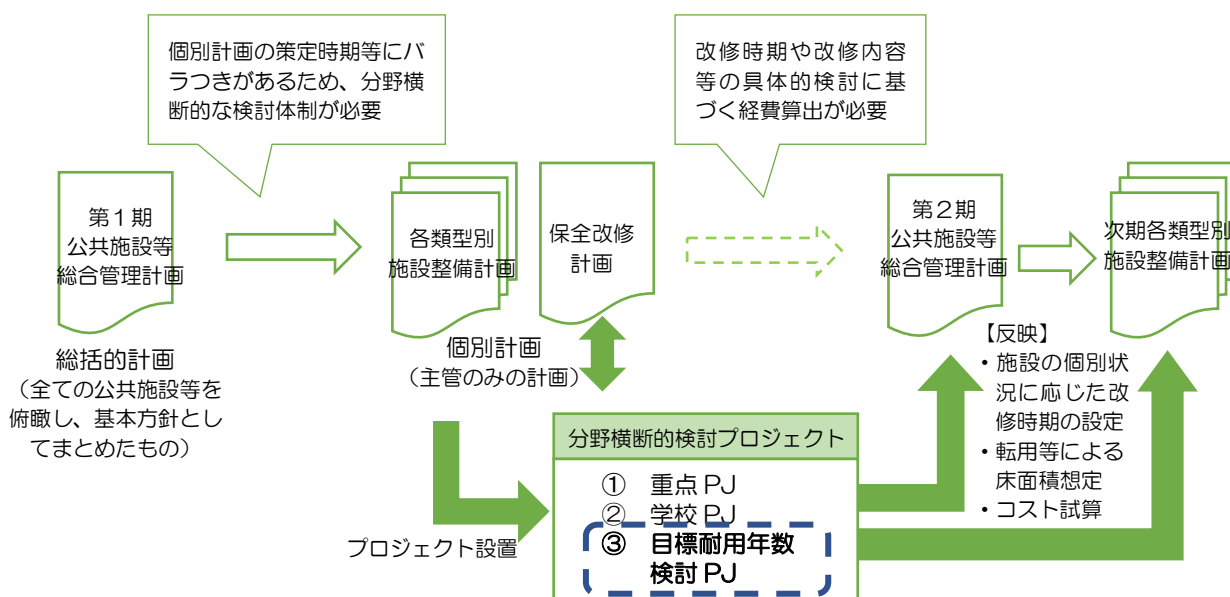 個別計画の策定時期等にバ
ラつきがあるため、分野横
断的な検討体制が必要
改修時期や改修内容
等の具体的検討に基
づく経費算出が必要
第1期
公共施設等
総合管理計画
各類型別
施設整備計画
保全改修
計画
第2期
公共施設等
総合管理計画
次期各類型別
施設整備計画
総括的計画
（全ての公共施設等を
俯瞰し、基本方針とし
てまとめたもの）
個別計画
（主管のみの計画）
【反映】
・施設の個別状
況に応じた改
修時期の設定
・転用等による
床面積想定
・コスト試算
プロジェクト設置
分野横断的検討プロジェクト
① 重点PJ
② 学校PJ
③ 目標耐用年数
検討PJ